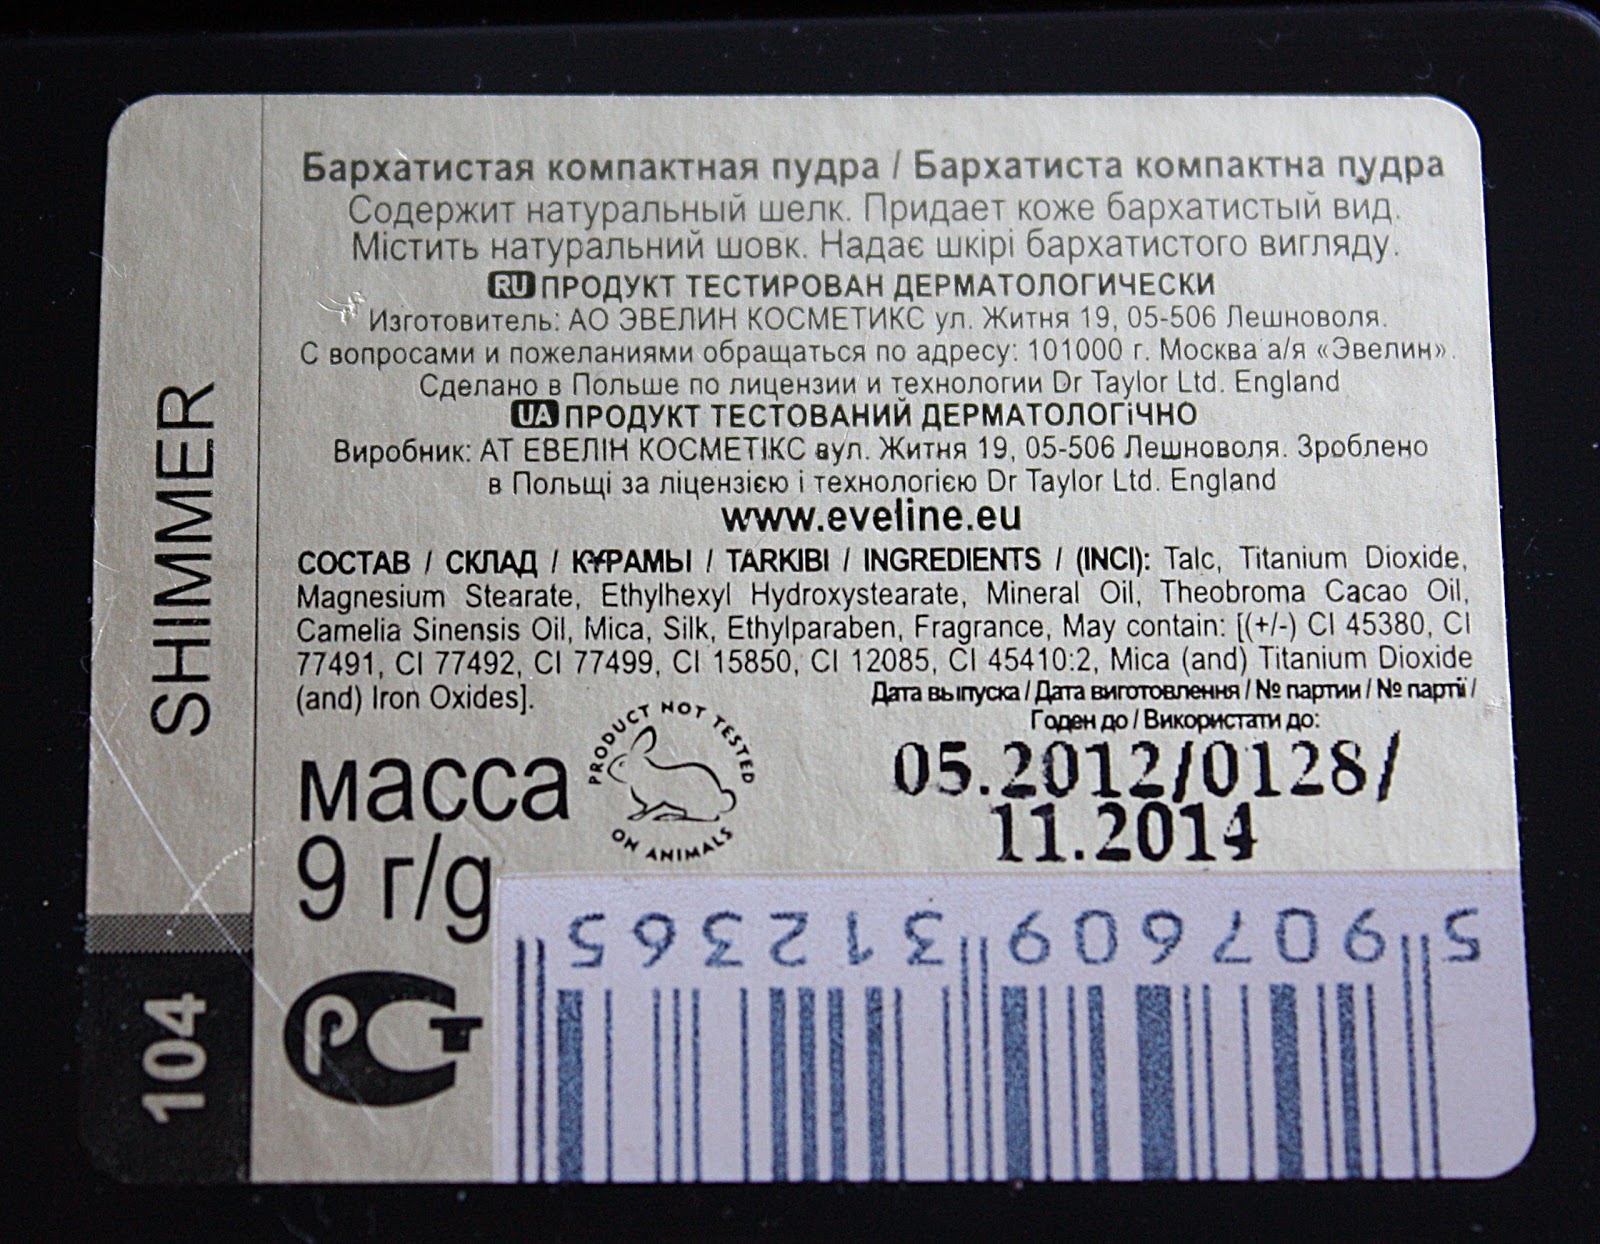 Бархатистая компактная пудра / Бархатиста компактна пудра
Содержит натуральный шелк. Придает коже бархатистый вид.
Містить натуральний шовк. Надає шкірі бархатистого вигляду.
RU ПРОДУКТ ТЕСТИРОВАН ДЕРМАТОЛОГИЧЕСКИ
Изготовитель: АО ЭВЕЛИН КОСМЕТИКС ул. Житня 19, 05-506 Лешноволя.
С вопросами и пожеланиями обращаться по адресу: 101000 г. Москва а/я «Эвелин».
Сделано в Польше по лицензии и технологии Dr Taylor Ltd. England
UA ПРОДУКТ ТЕСТОВАНИЙ ДЕРМАТОЛОГіЧНО
Виробник: АТ ЕВЕЛІН КОСМЕТІКС вул. Житня 19, 05-506 Лешноволя. Зроблено
в Польщі за ліцензією і технологією Dr Taylor Ltd. England
www.eveline.eu
СОСТАВ / СКЛАД / ҚҰРАМЫ / TARKIBI / INGREDIENTS / (INCI): Talc, Titanium Dioxide,
Magnesium Stearate, Ethylhexyl Hydroxystearate, Mineral Oil, Theobroma Cacao Oil,
Camelia Sinensis Oil, Mica, Silk, Ethylparaben, Fragrance, May contain: [(+/-) CI 45380, CI
77491, CI 77492, CI 77499, CI 15850, CI 12085, CI 45410:2, Mica (and) Titanium Dioxide
(and) Iron Oxides].
Дата выпуска / Дата виготовлення / № партии / № партії /
Годен до / Використати до:
05.2012/0128/
11.2014
PRODUCT NOT TESTED
ON ANIMALS
масса
9 г/g
РСТ
SHIMMER
104
5 907609 312365